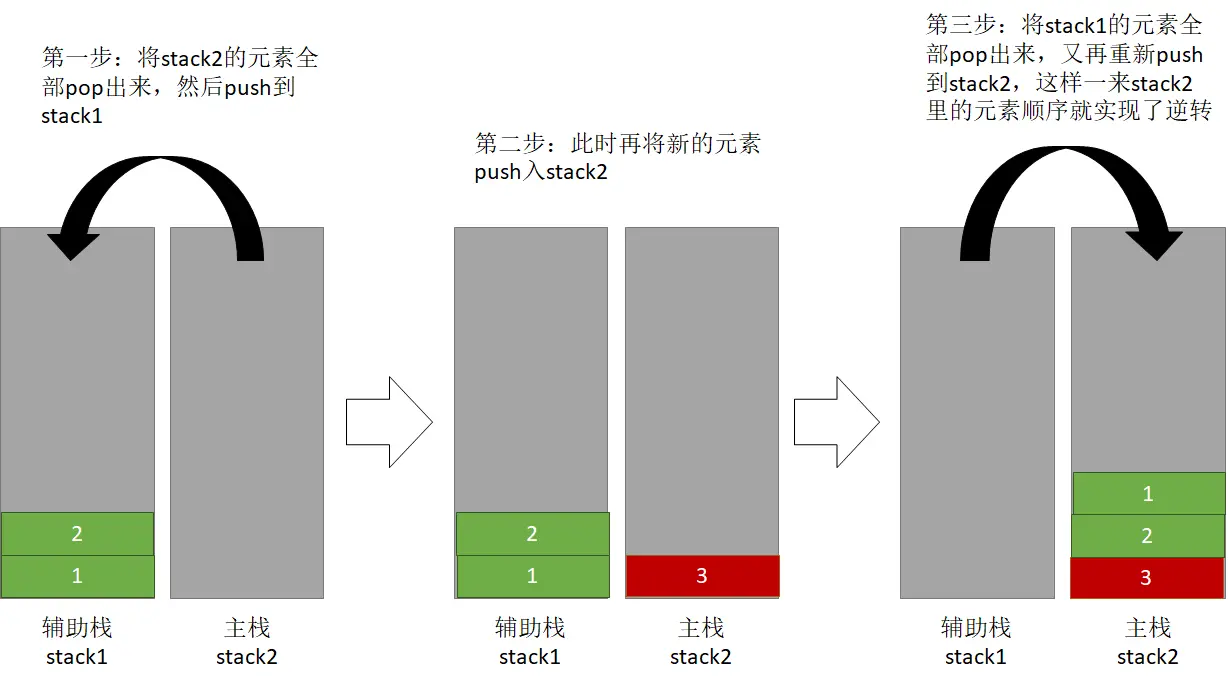 第一步：将stack2的元素全
部pop出来，然后push到
stack1
2
1
辅助栈
stack1
主栈
stack2
第二步：此时再将新的元素
push入stack2
2
1
3
辅助栈
stack1
主栈
stack2
第三步：将stack1的元素全
部pop出来，又再重新push
到stack2，这样一来stack2
里的元素顺序就实现了逆转
1
2
3
辅助栈
stack1
主栈
stack2